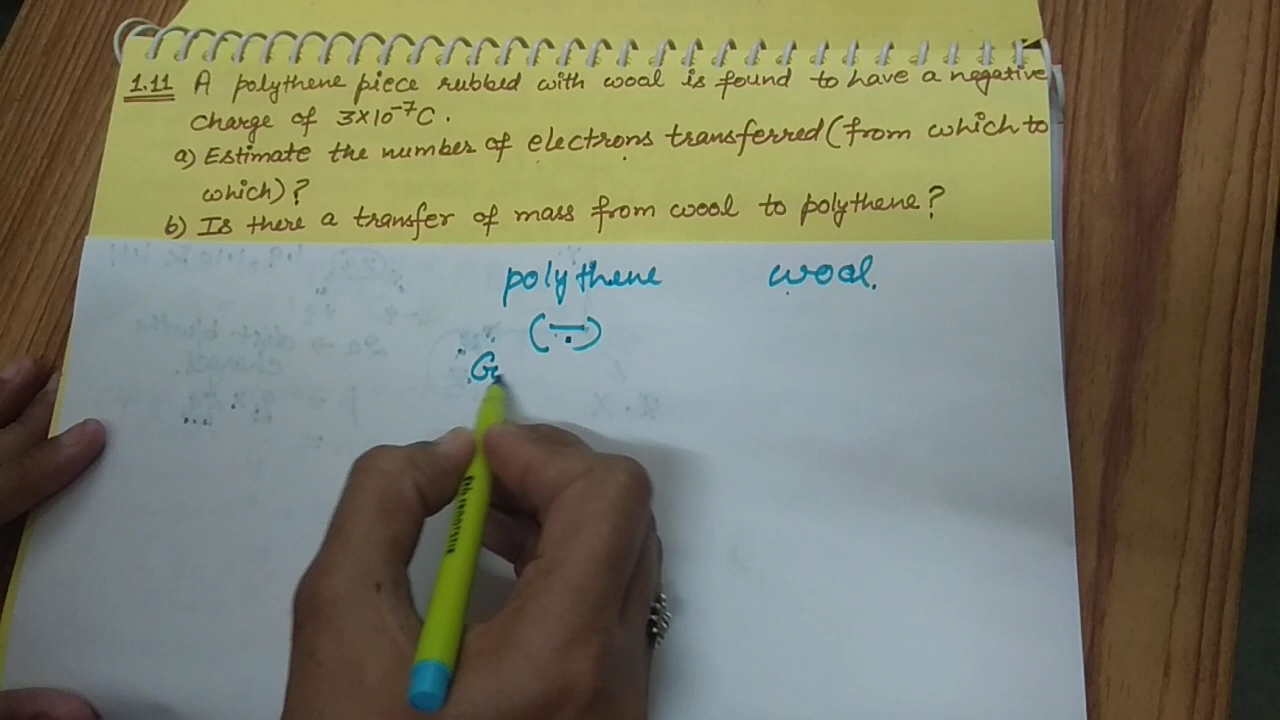 1.11 A polythene piece rubbed with wool is found to have a negative
charge of 3×10⁻⁷C.
a) Estimate the number of electrons transferred (from which to
which)?
b) Is there a transfer of mass from wool to polythene?
polythene wool.
(−)